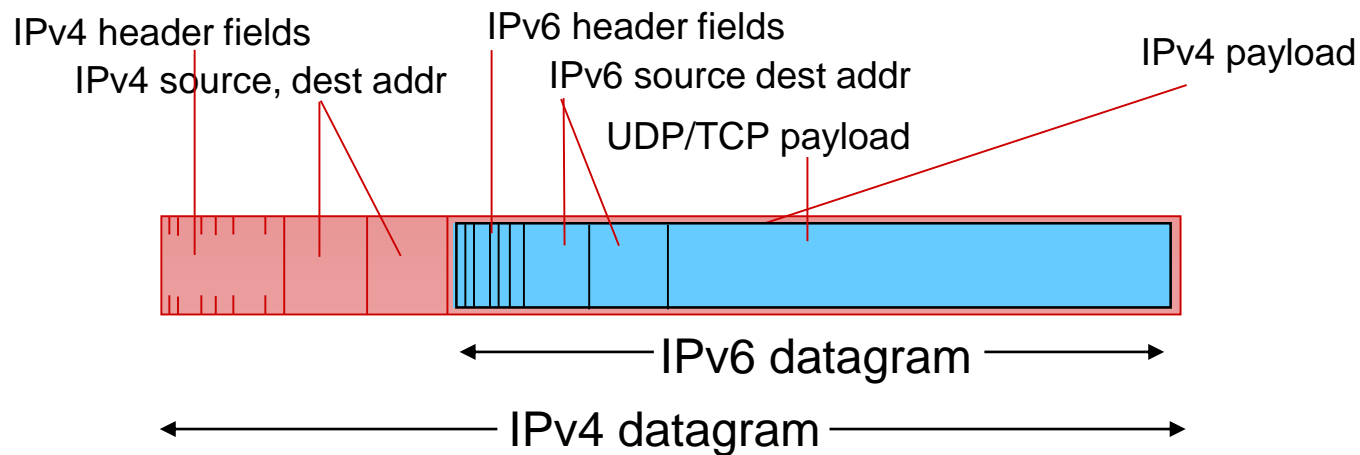 IPv4 header fields
IPv6 header fields
IPv4 payload
IPv4 source, dest addr
IPv6 source dest addr
UDP/TCP payload
IPv6 datagram
IPv4 datagram